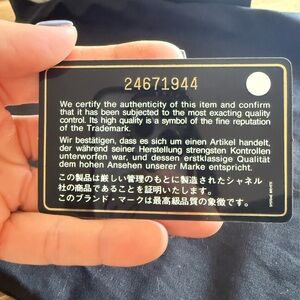 24671944
We certify the authenticity of this item and confirm
that it has been subjected to the most exacting quality
control. Its high quality is a symbol of the fine reputation
of the Trademark.
Wir bestätigen, dass es sich um einen Artikel handelt,
der während seiner Herstellung strengsten Kontrollen
unterworfen war, und dessen erstklassige Qualität
dem hohen Ansehen unserer Marke entspricht.
この製品は厳しい管理のもとに製造されたシャネル
社の商品であることを証明いたします。
このブランド・マークは最高級品質の象徴です。